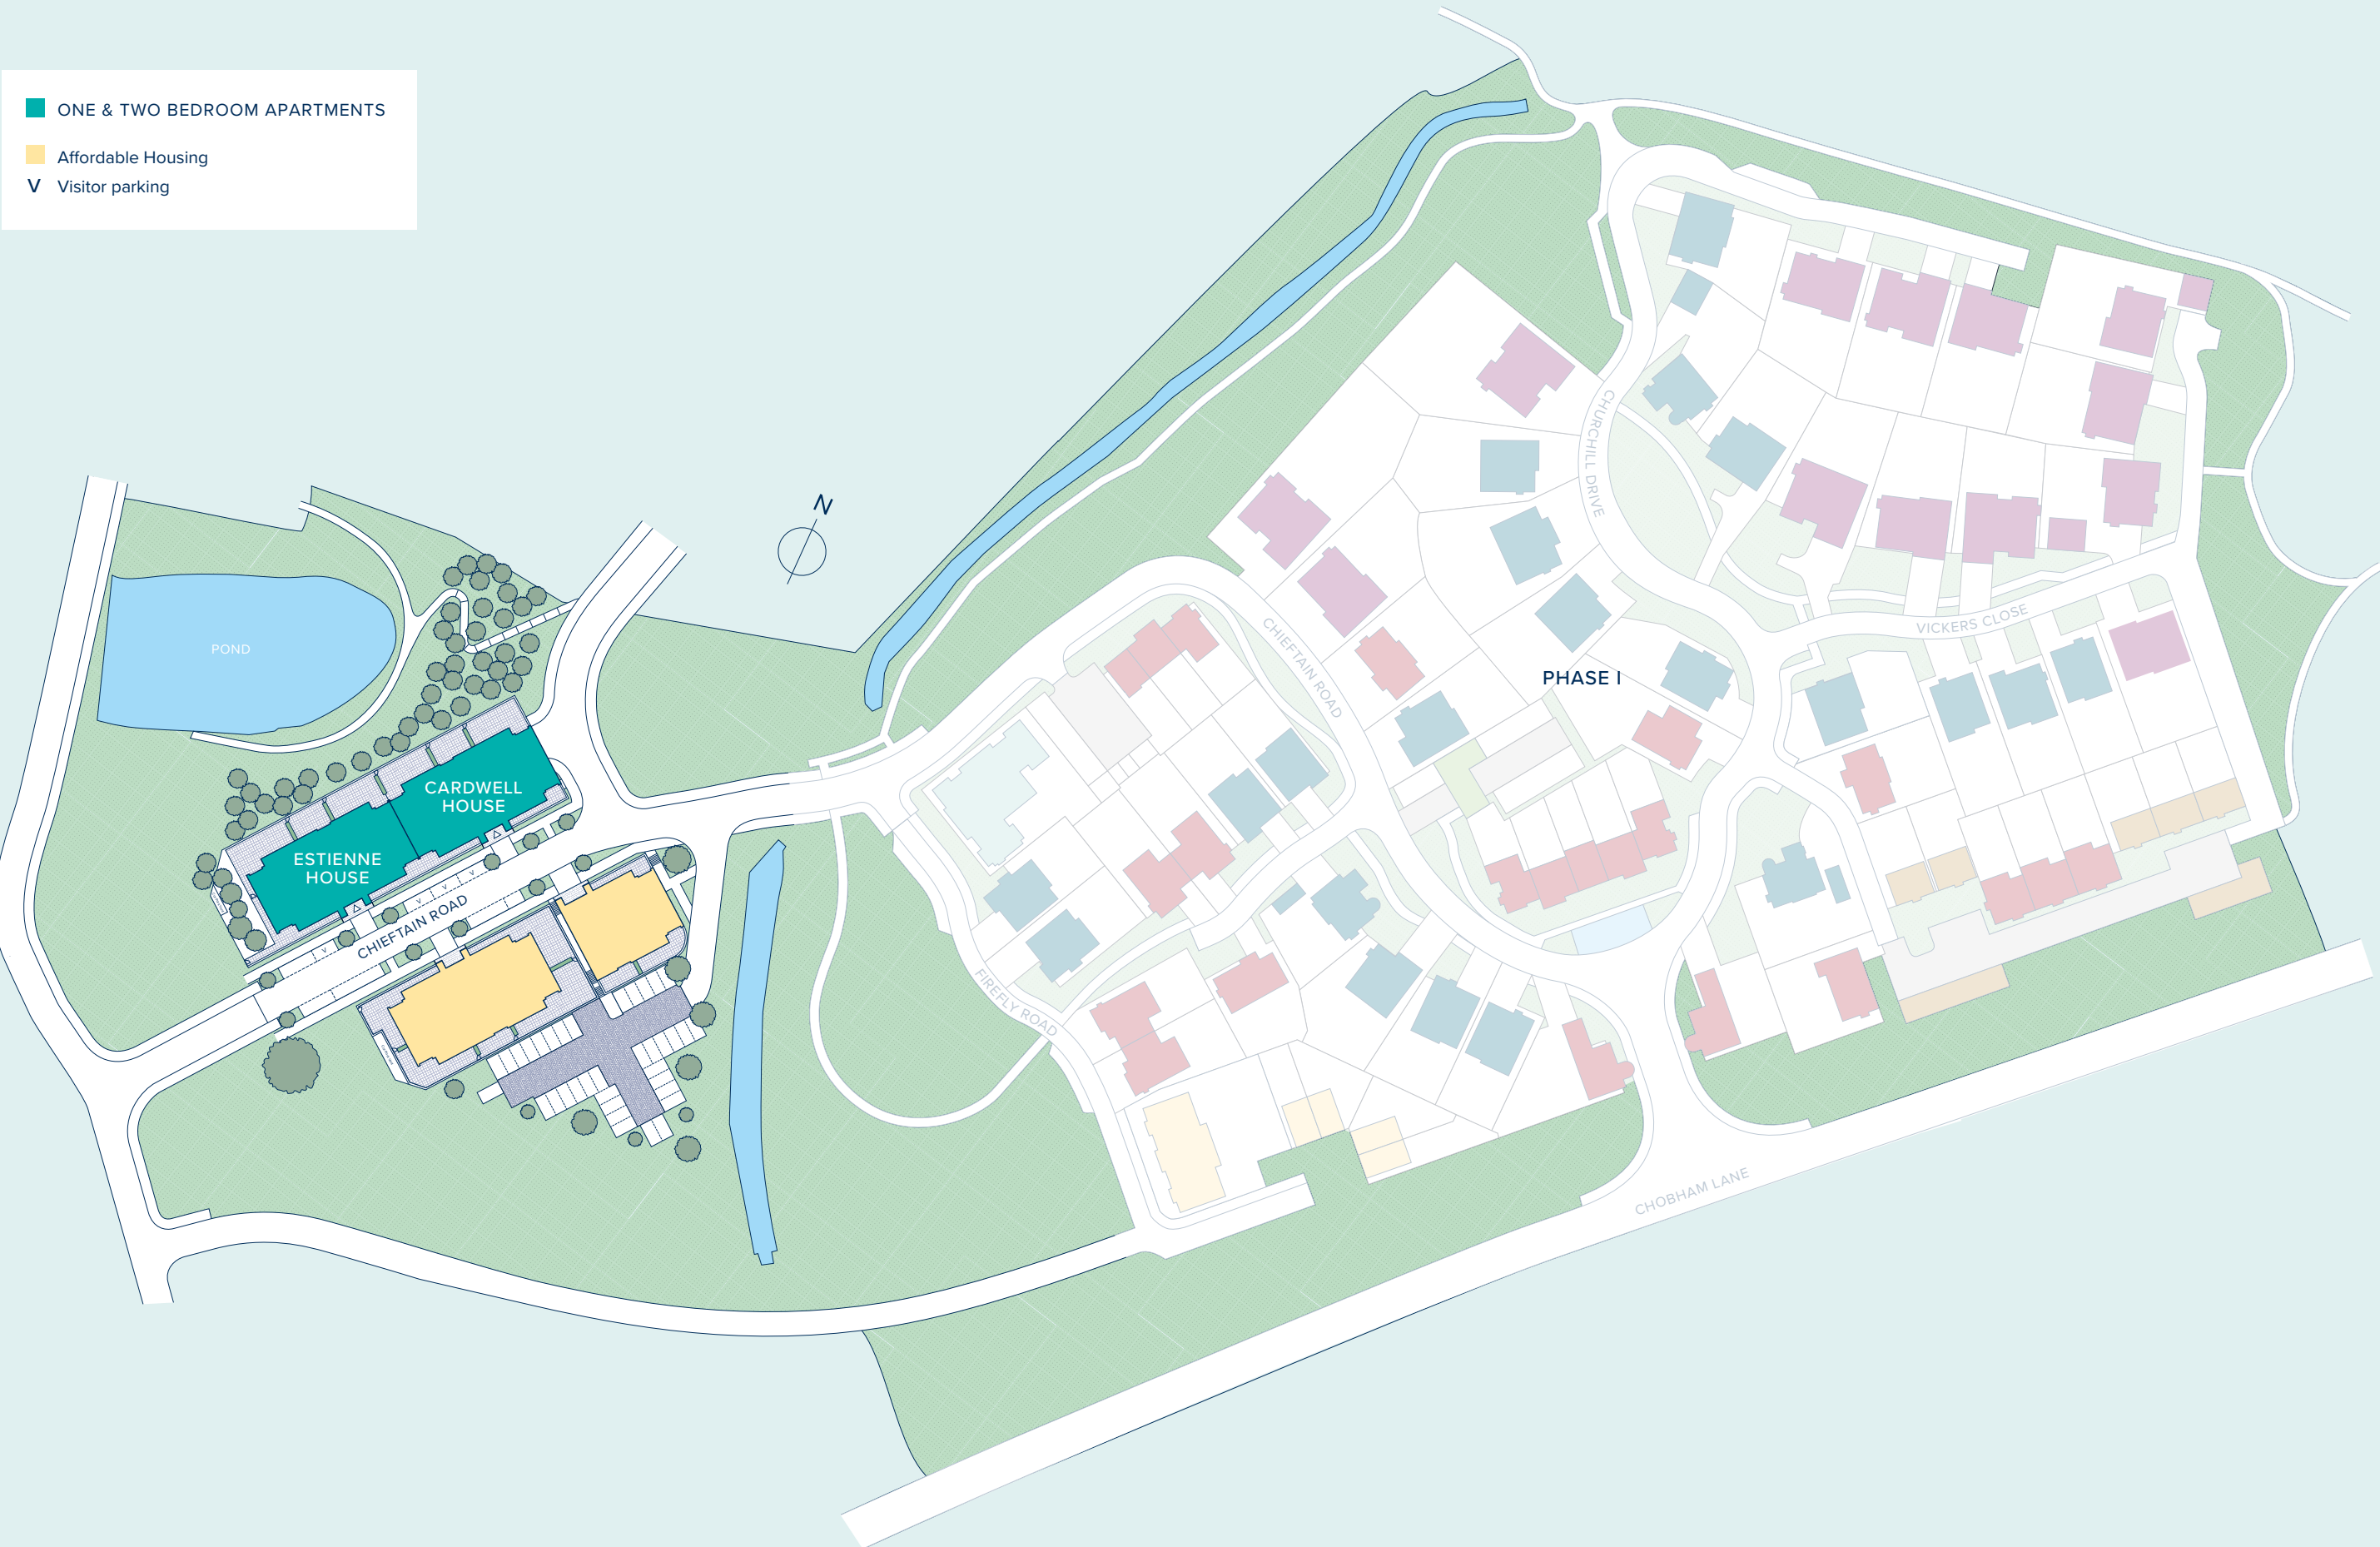 ONE & TWO BEDROOM APARTMENTS
Affordable Housing
V Visitor parking
N
POND
CARDWELL
HOUSE
ESTIENNE
HOUSE
CHIEFTAIN ROAD
V
V
V
V
CHURCHILL DRIVE
VICKERS CLOSE
CHIEFTAIN ROAD
PHASE I
FIREFLY ROAD
CHOBHAM LANE